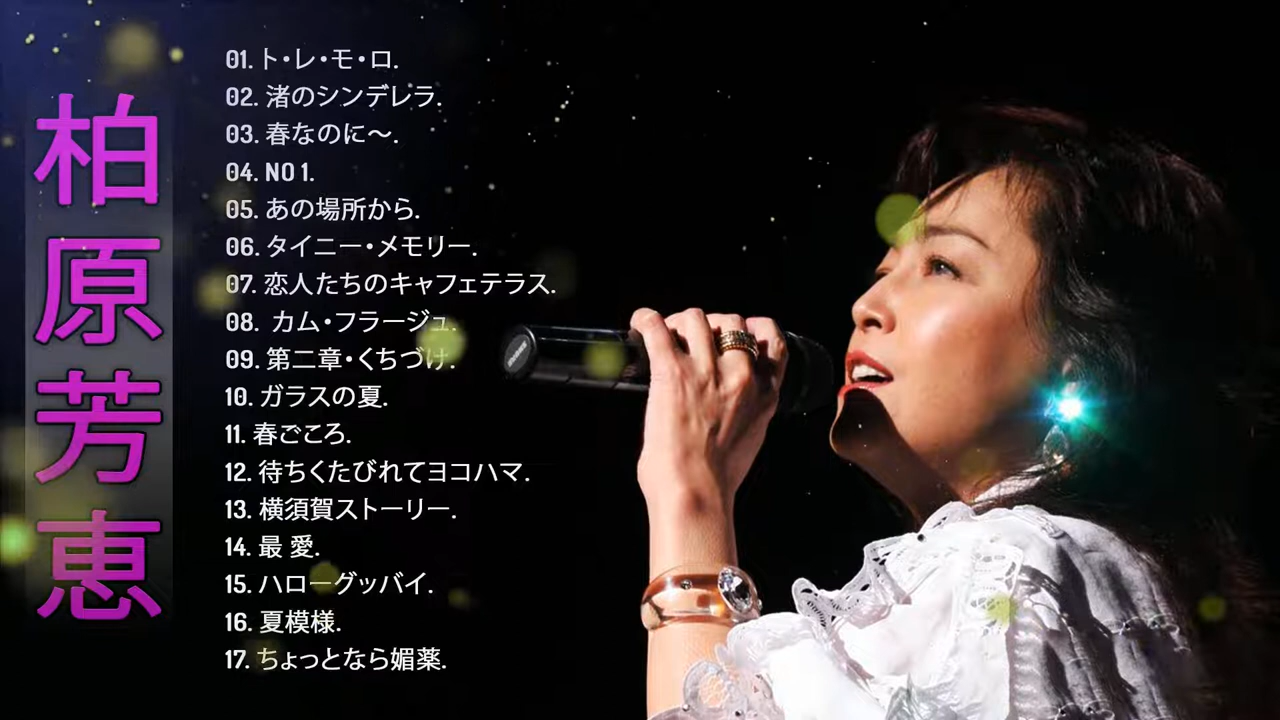 柏原芳恵
01. ト・レ・モ・ロ.
02. 渚のシンデレラ.
03. 春なのに～.
04. NO 1.
05. あの場所から.
06. タイニー・メモリー.
07. 恋人たちのキャフェテラス.
08. カム・フラージュ.
09. 第二章・くちづけ.
10. ガラスの夏.
11. 春ごころ.
12. 待ちくたびれてヨコハマ.
13. 横須賀ストーリー.
14. 最 愛.
15. ハローグッバイ.
16. 夏模様.
17. ちょっとなら媚薬.